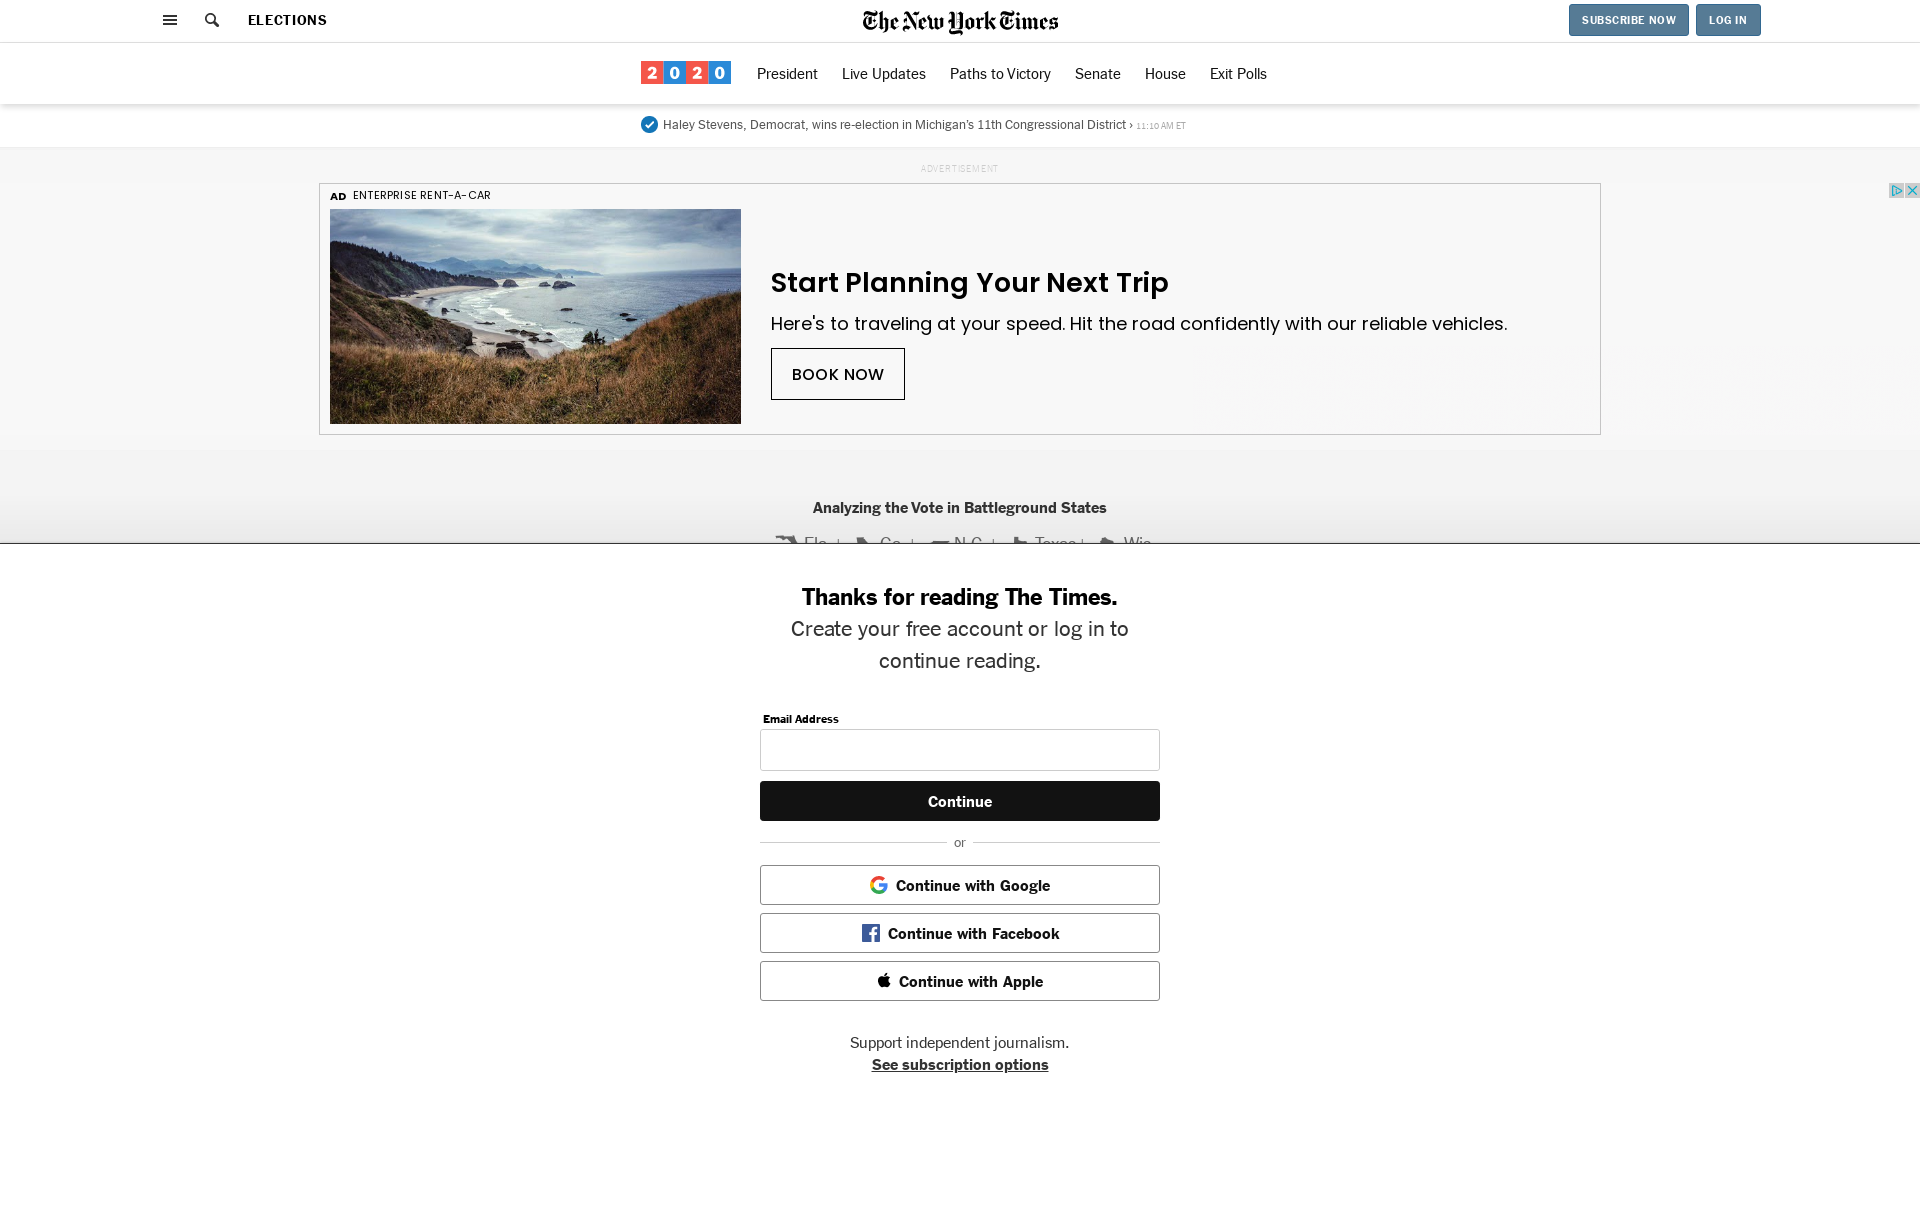 ELECTIONS
The New York Times
SUBSCRIBE NOW
LOG IN
2020
President
Live Updates
Paths to Victory
Senate
House
Exit Polls
Haley Stevens, Democrat, wins re-election in Michigan’s 11th Congressional District › 11:10 AM ET
ADVERTISEMENT
AD ENTERPRISE RENT-A-CAR
Start Planning Your Next Trip
Here's to traveling at your speed. Hit the road confidently with our reliable vehicles.
BOOK NOW
Analyzing the Vote in Battleground States
Fla. | Ga. | N.C. | Texas | Wis.
Thanks for reading The Times.
Create your free account or log in to
continue reading.
Email Address
Continue
or
Continue with Google
Continue with Facebook
Continue with Apple
Support independent journalism.
See subscription options